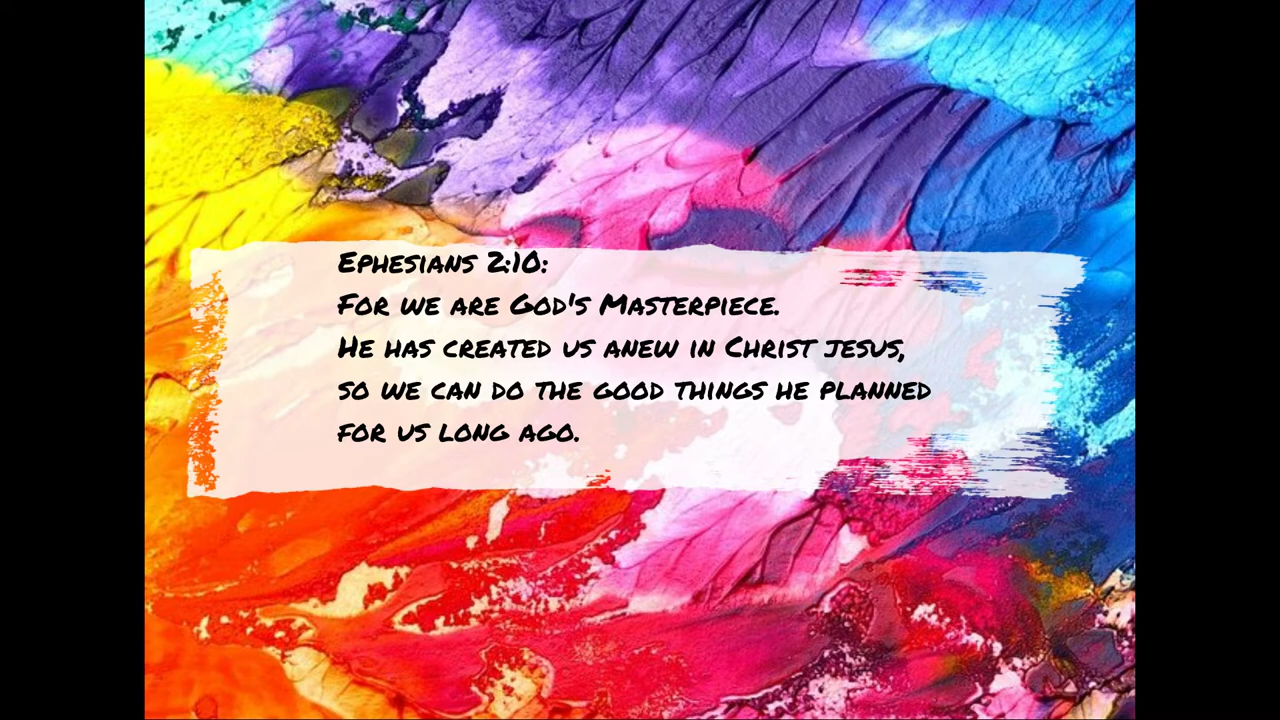 Ephesians 2:10:
For we are God's Masterpiece.
He has created us anew in Christ Jesus,
so we can do the good things he planned
for us long ago.